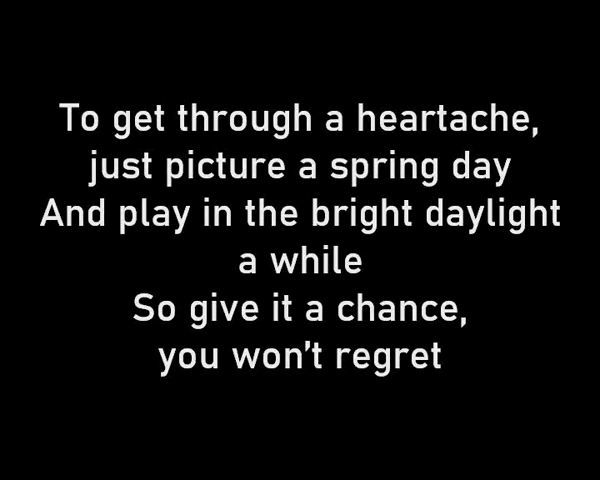 To get through a heartache,
just picture a spring day
And play in the bright daylight
a while
So give it a chance,
you won’t regret